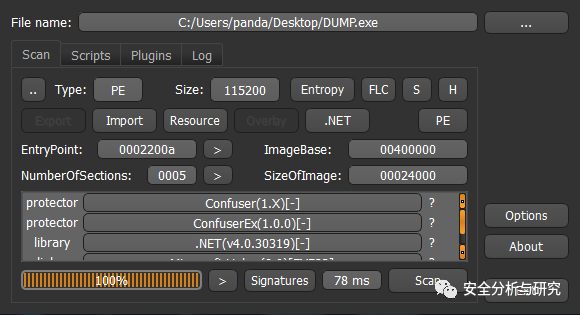 File name: C:/Users/panda/Desktop/DUMP.exe ...
Scan Scripts Plugins Log
.. Type: PE Size: 115200 Entropy FLC S H
Export Import Resource Overlay .NET PE
EntryPoint: 0002200a > ImageBase: 00400000
NumberOfSections: 0005 > SizeOfImage: 00024000
protector Confuser(1.X)[-] ?
protector ConfuserEx(1.0.0)[-] ?
library .NET(v4.0.30319)[-] ?
Options
About
100% > Signatures 78 ms Scan
安全分析与研究